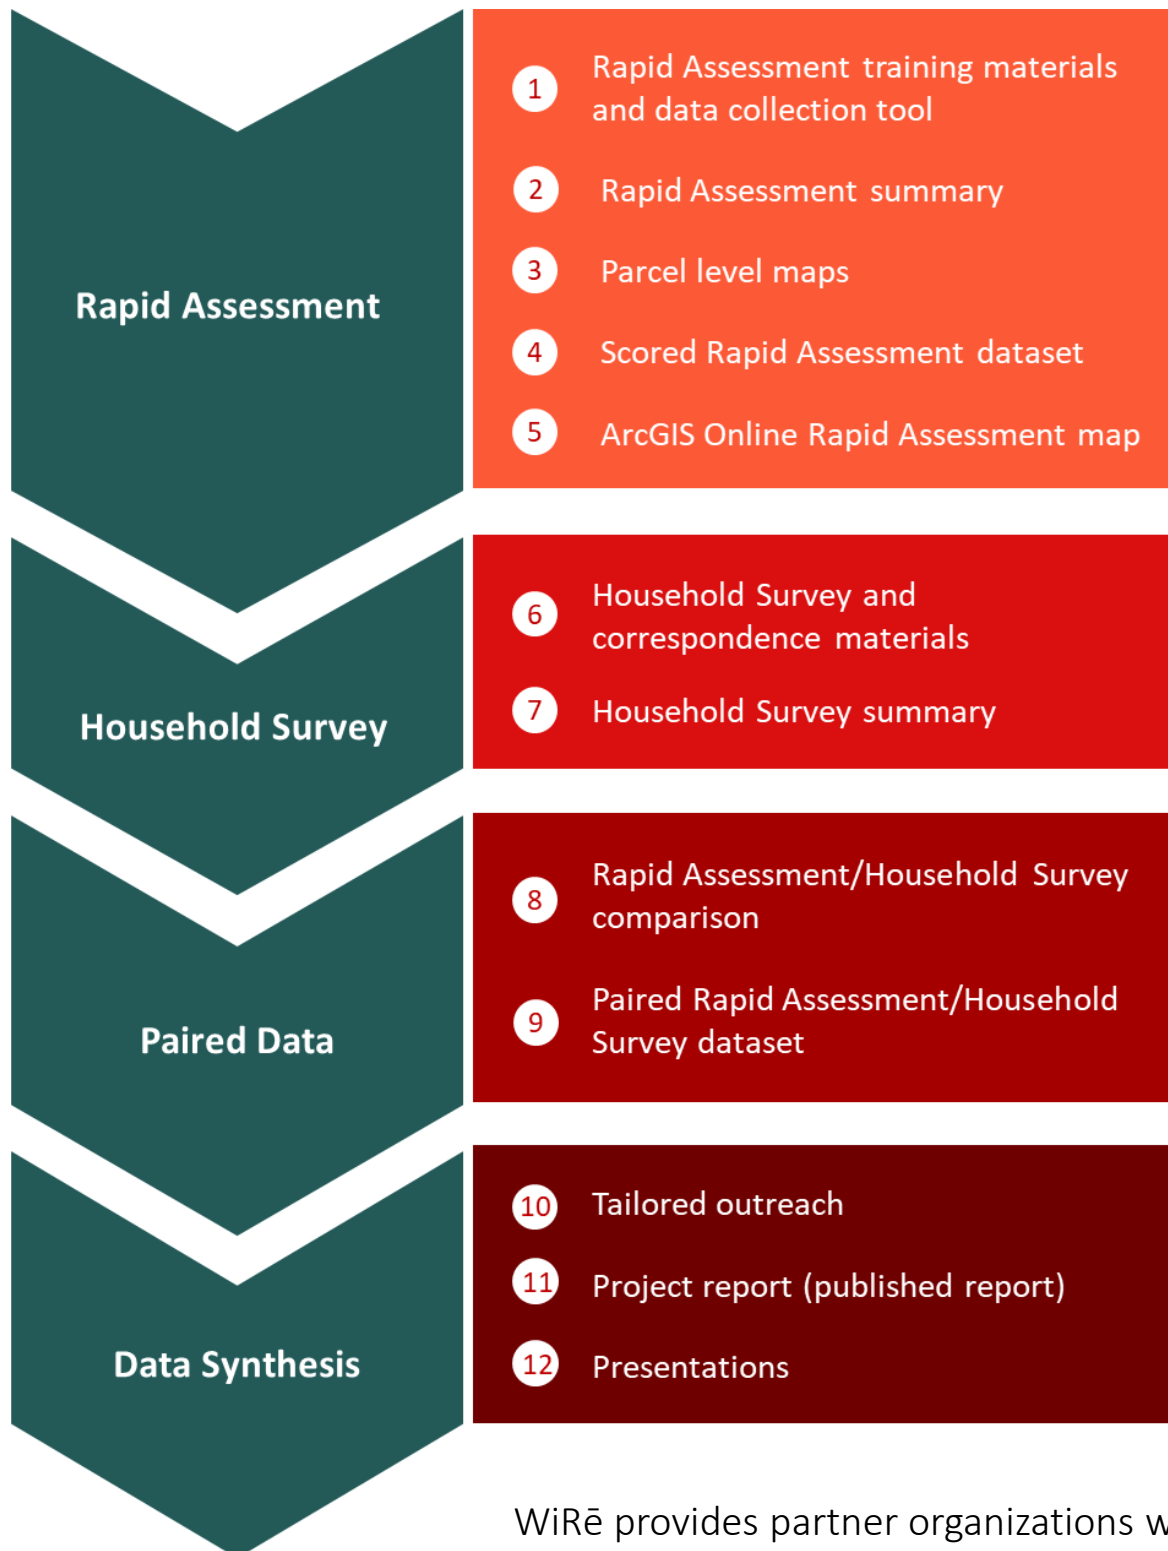 Rapid Assessment
1
Rapid Assessment training materials
and data collection tool
2
Rapid Assessment summary
3
Parcel level maps
4
Scored Rapid Assessment dataset
5
ArcGIS Online Rapid Assessment map
Household Survey
6
Household Survey and
correspondence materials
7
Household Survey summary
Paired Data
8
Rapid Assessment/Household Survey
comparison
9
Paired Rapid Assessment/Household
Survey dataset
Data Synthesis
10
Tailored outreach
11
Project report (published report)
12
Presentations
WiRē provides partner organizations